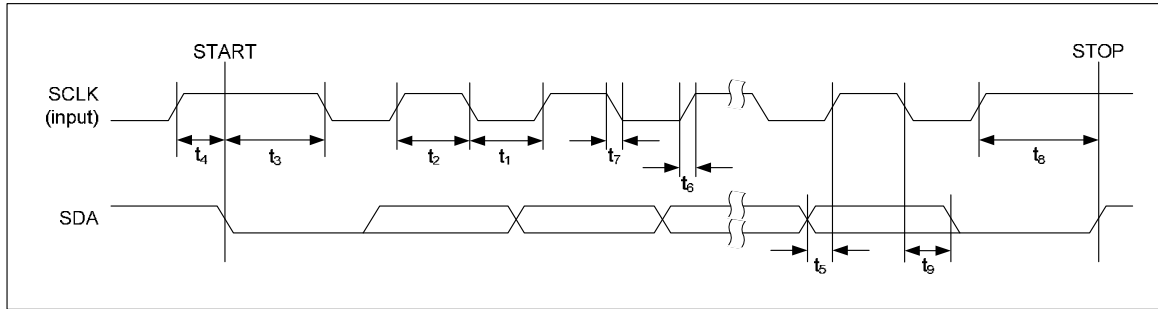 START
STOP
SCLK
(input)
t4
t3
t2
t1
t7
t6
t8
SDA
t5
t9